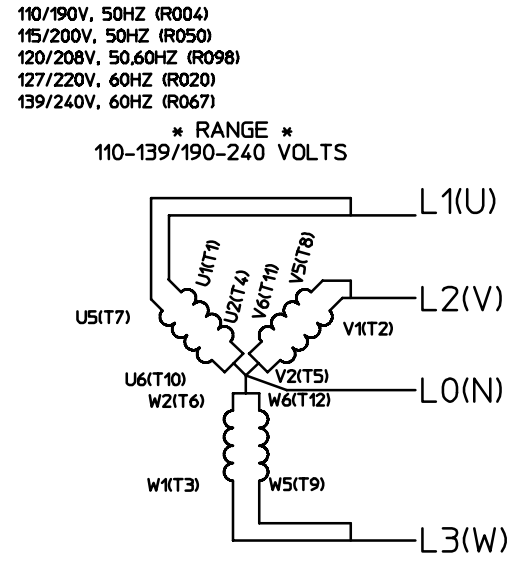 110/190V, 50HZ (R004)
115/200V, 50HZ (R050)
120/208V, 50,60HZ (R098)
127/220V, 60HZ (R020)
139/240V, 60HZ (R067)
* RANGE *
110-139/190-240 VOLTS
L1(U)
U1(T1)
U2(T4)
V6(T11)
V5(T8)
L2(V)
U5(T7)
V1(T2)
U6(T10)
V2(T5)
L0(N)
W2(T6)
W6(T12)
W1(T3)
W5(T9)
L3(W)